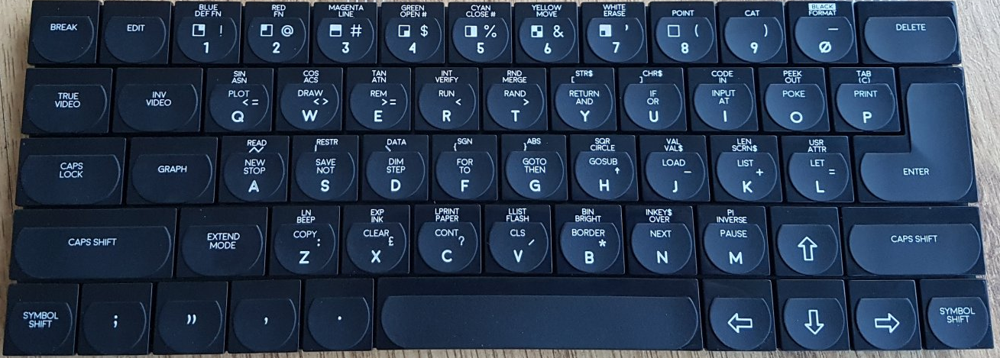 BREAK
EDIT
BLUE
DEF FN
!
1
RED
FN
@
2
MAGENTA
LINE
#
3
GREEN
OPEN #
$
4
CYAN
CLOSE #
%
5
YELLOW
MOVE
&
6
WHITE
ERASE
'
7
POINT
(
8
CAT
)
9
BLACK
FORMAT
_
0
DELETE
TRUE
VIDEO
INV
VIDEO
SIN
ASN
PLOT
<=
Q
COS
ACS
DRAW
<>
W
TAN
ATN
REM
>=
E
INT
VERIFY
RUN
<
R
RND
MERGE
RAND
>
T
STR$
[
RETURN
AND
Y
CHR$
]
IF
OR
U
CODE
IN
INPUT
AT
I
PEEK
OUT
POKE
O
TAB
(C)
PRINT
P
CAPS
LOCK
GRAPH
READ
~
NEW
STOP
A
RESTR
|
SAVE
NOT
S
DATA
\
DIM
STEP
D
SGN
{
FOR
TO
F
ABS
}
GOTO
THEN
G
SQR
CIRCLE
GOSUB
↑
H
VAL
VAL$
LOAD
–
J
LEN
SCRN$
LIST
+
K
USR
ATTR
LET
=
L
ENTER
CAPS SHIFT
EXTEND
MODE
LN
BEEP
COPY
:
Z
EXP
INK
CLEAR
£
X
LPRINT
PAPER
CONT
?
C
LLIST
FLASH
CLS
/
V
BIN
BRIGHT
BORDER
*
B
INKEY$
OVER
NEXT
N
PI
INVERSE
PAUSE
M
⇧
CAPS SHIFT
SYMBOL
SHIFT
;
"
,
.
⇦
⇩
⇨
SYMBOL
SHIFT